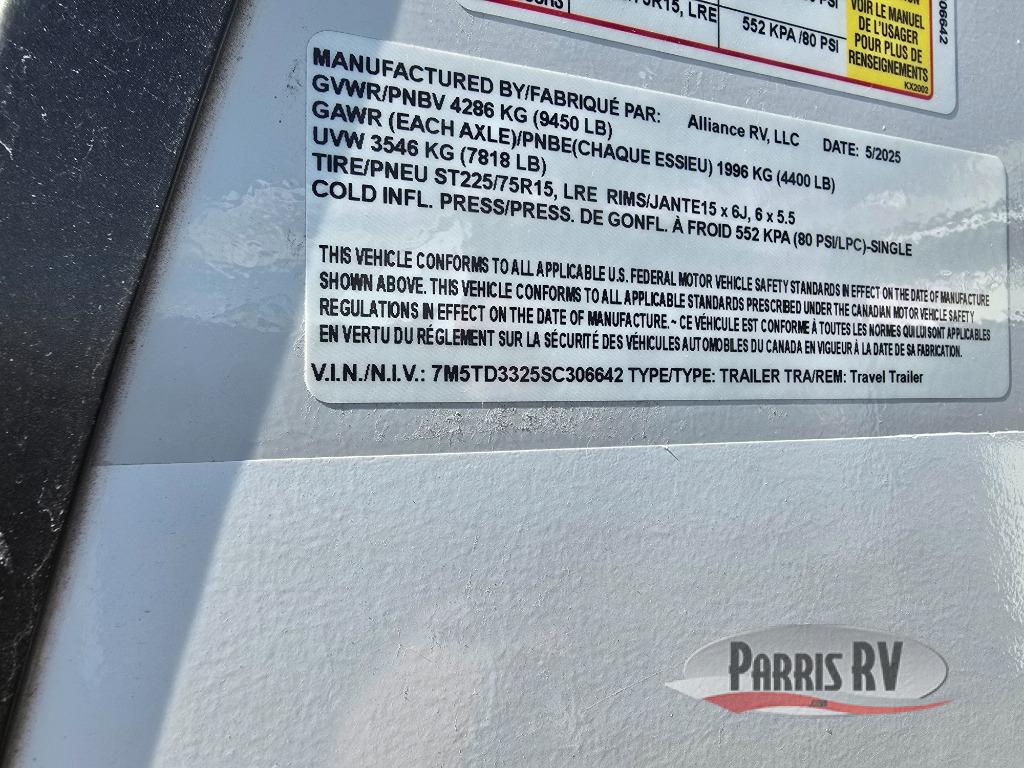 R15, LRE
552 KPA /80 PSI
VOIR LE MANUEL
DE L'USAGER
POUR PLUS DE
RENSEIGNEMENTS
KX2002
06642
MANUFACTURED BY/FABRIQUÉ PAR: Alliance RV, LLC DATE: 5/2025
GVWR/PNBV 4286 KG (9450 LB)
GAWR (EACH AXLE)/PNBE(CHAQUE ESSIEU) 1996 KG (4400 LB)
UVW 3546 KG (7818 LB)
TIRE/PNEU ST225/75R15, LRE RIMS/JANTE15 x 6J, 6 x 5.5
COLD INFL. PRESS/PRESS. DE GONFL. À FROID 552 KPA (80 PSI/LPC)-SINGLE
THIS VEHICLE CONFORMS TO ALL APPLICABLE U.S. FEDERAL MOTOR VEHICLE SAFETY STANDARDS IN EFFECT ON THE DATE OF MANUFACTURE
SHOWN ABOVE. THIS VEHICLE CONFORMS TO ALL APPLICABLE STANDARDS PRESCRIBED UNDER THE CANADIAN MOTOR VEHICLE SAFETY
REGULATIONS IN EFFECT ON THE DATE OF MANUFACTURE. ~ CE VÉHICULE EST CONFORME À TOUTES LES NORMES QUI LUI SONT APPLICABLES
EN VERTU DU RÉGLEMENT SUR LA SÉCURITÉ DES VÉHICULES AUTOMOBILES DU CANADA EN VIGUEUR À LA DATE DE SA FABRICATION.
V.I.N./N.I.V.: 7M5TD3325SC306642 TYPE/TYPE: TRAILER TRA/REM: Travel Trailer
PARRIS RV
.com